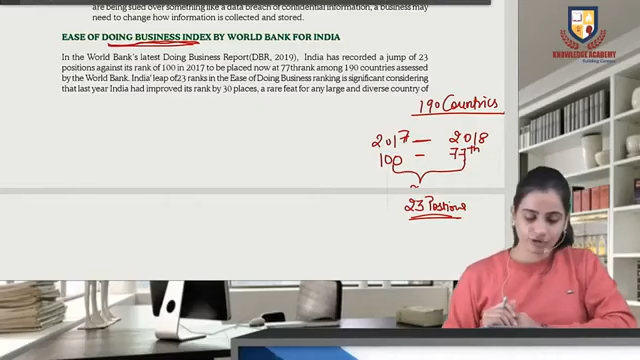 are being sued over something like a data breach of confidential information, a business may
need to change how information is collected and stored.
EASE OF DOING BUSINESS INDEX BY WORLD BANK FOR INDIA
In the World Bank's latest Doing Business Report(DBR, 2019), India has recorded a jump of 23
positions against its rank of 100 in 2017 to be placed now at 77thrank among 190 countries assessed
by the World Bank. India' leap of 23 ranks in the Ease of Doing Business ranking is significant considering
that last year India had improved its rank by 30 places, a rare feat for any large and diverse country of
190 Countries
2017 — 2018
100 = 77th
23 Positions
KNOWLEDGE ACADEMY
Building Careers